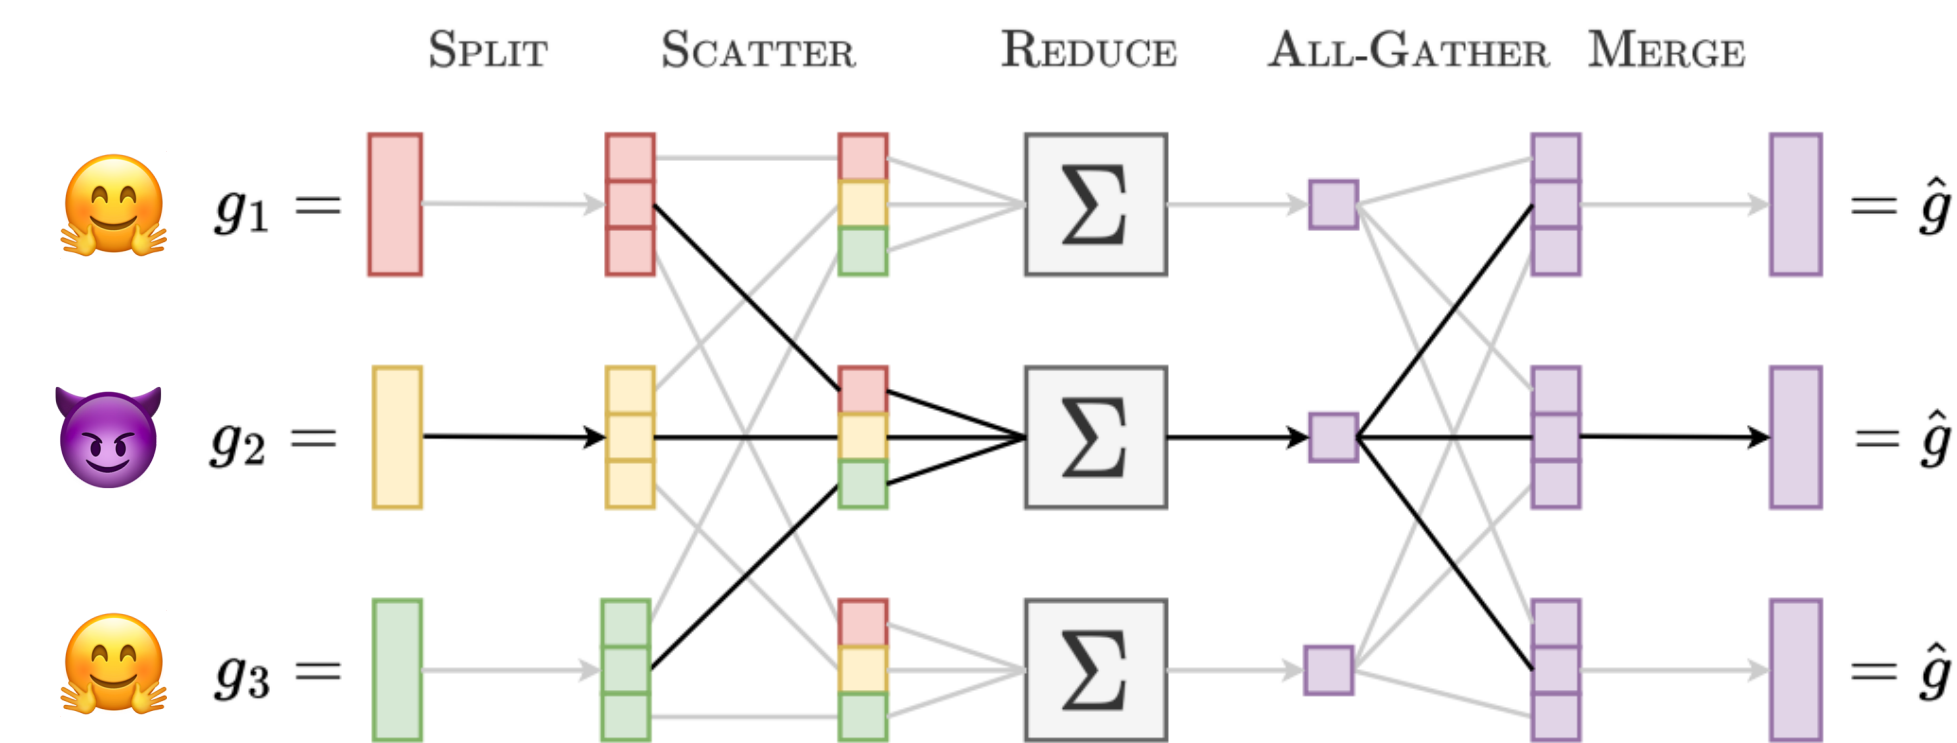 SPLIT SCATTER REDUCE ALL-GATHER MERGE
g₁ = Σ = ĝ
g₂ = Σ = ĝ
g₃ = Σ = ĝ